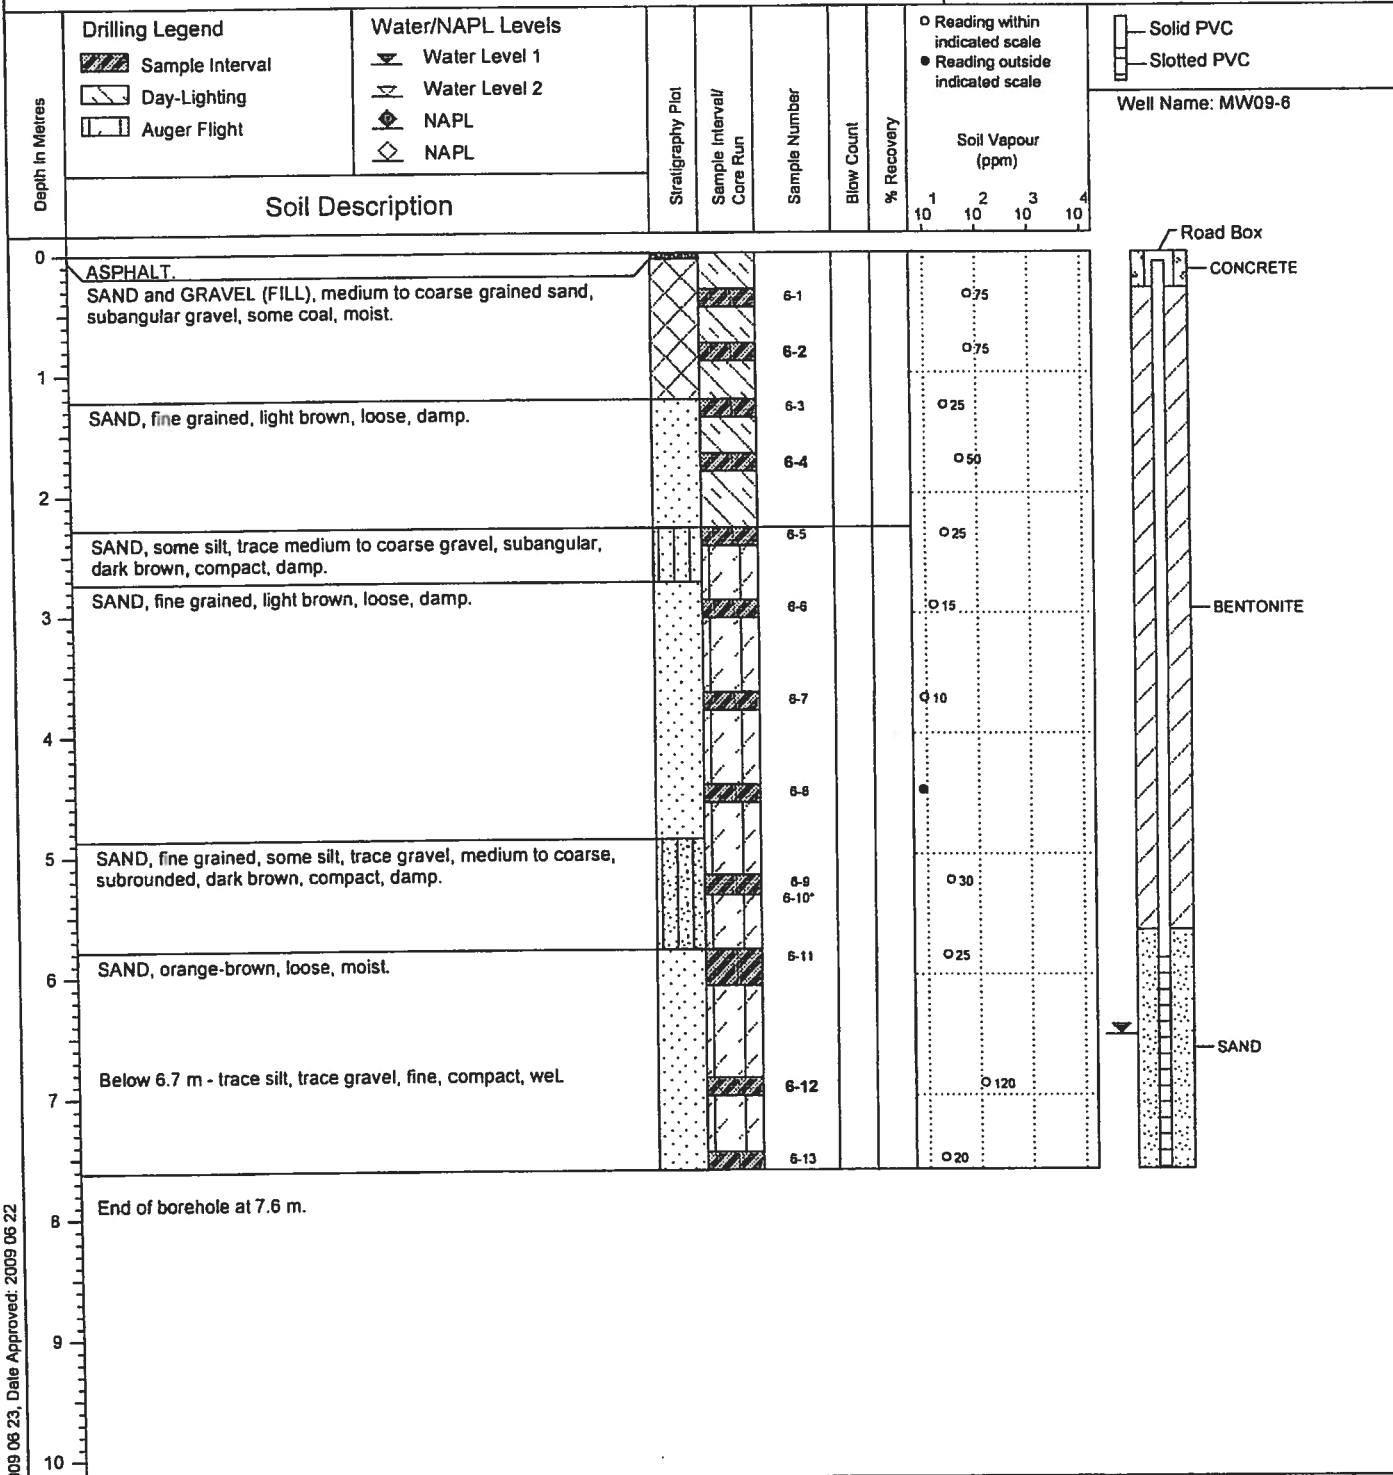 Drilling Legend
Sample Interval
Day-Lighting
Auger Flight
Water/NAPL Levels
Water Level 1
Water Level 2
NAPL
NAPL
Depth in Metres
Soil Description
Stratigraphy Plot
Sample Interval/
Core Run
Sample Number
Blow Count
% Recovery
Reading within
indicated scale
Reading outside
indicated scale
Soil Vapour
(ppm)
10 1 10 2 10 3 10 4
Solid PVC
Slotted PVC
Well Name: MW09-6
Road Box
CONCRETE
BENTONITE
SAND
0
ASPHALT.
SAND and GRAVEL (FILL), medium to coarse grained sand,
subangular gravel, some coal, moist.
6-1 75
6-2 75
1
SAND, fine grained, light brown, loose, damp.
6-3 25
6-4 50
2
SAND, some silt, trace medium to coarse gravel, subangular,
dark brown, compact, damp.
6-5 25
SAND, fine grained, light brown, loose, damp.
6-6 15
3
6-7 10
4
6-8
5
SAND, fine grained, some silt, trace gravel, medium to coarse,
subrounded, dark brown, compact, damp.
6-9 30
6-10*
SAND, orange-brown, loose, moist.
6-11 25
6
Below 6.7 m - trace silt, trace gravel, fine, compact, wet.
6-12 120
7
6-13 20
End of borehole at 7.6 m.
8
9
10
009 06 23, Date Approved: 2009 06 22